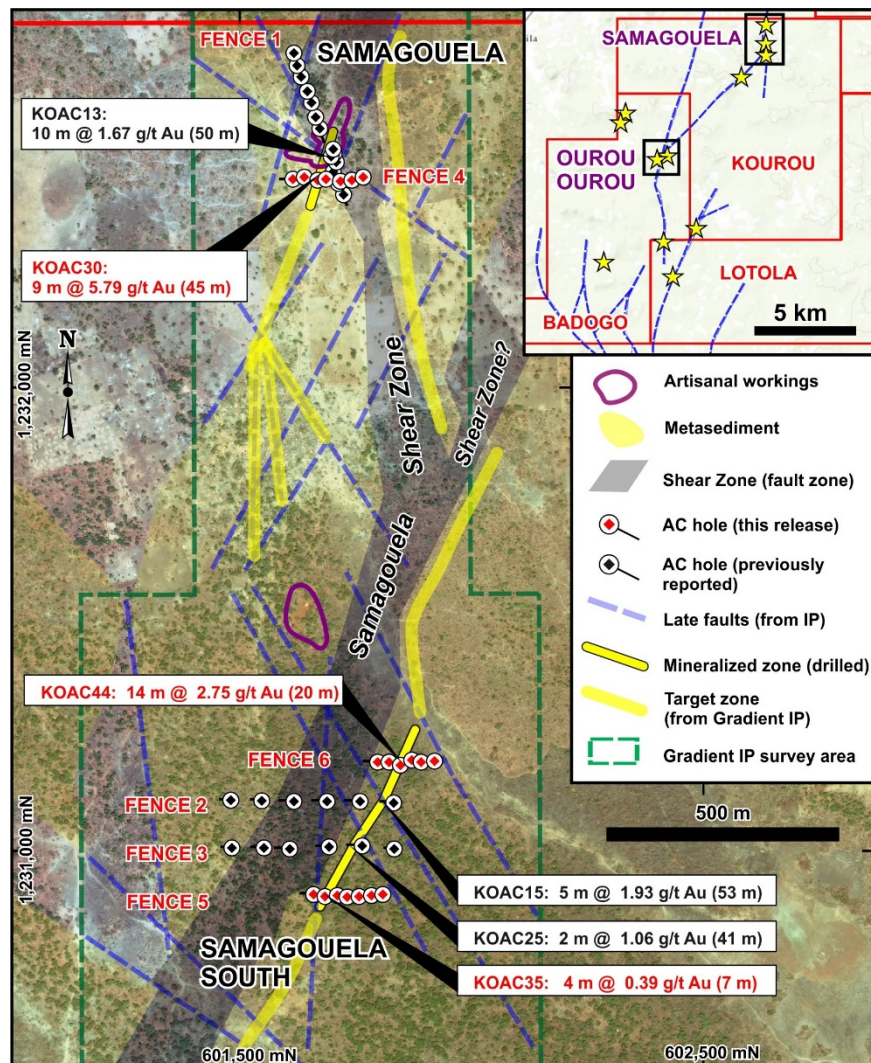 FENCE 1
SAMAGOUELA
KOAC13:
10 m @ 1.67 g/t Au (50 m)
FENCE 4
KOAC30:
9 m @ 5.79 g/t Au (45 m)
N
1,232,000 mN
Shear Zone
Shear Zone?
Samagouela
KOAC44: 14 m @ 2.75 g/t Au (20 m)
FENCE 6
FENCE 2
1,231,000 mN
FENCE 3
FENCE 5
SAMAGOUELA
SOUTH
KOAC15: 5 m @ 1.93 g/t Au (53 m)
KOAC25: 2 m @ 1.06 g/t Au (41 m)
KOAC35: 4 m @ 0.39 g/t Au (7 m)
601,500 mN
602,500 mN
500 m
SAMAGOUELA
OUROU
OUROU
KOUROU
LOTOLA
BADOGO
5 km
Artisanal workings
Metasediment
Shear Zone (fault zone)
AC hole (this release)
AC hole (previously
reported)
Late faults (from IP)
Mineralized zone (drilled)
Target zone
(from Gradient IP)
Gradient IP survey area